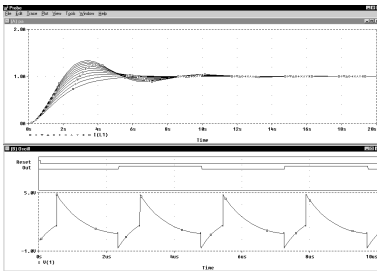 Probe
File Edit Trace Plot View Tools Window Help
2.0V
1.0V
0s 2s 4s 6s 8s 10s 12s 14s 16s 18s 20s
I(L1)
Time
Reset
Out
5.0V
-1.0V
0s 2us 4us 6us 8us 10us
V(1)
Time